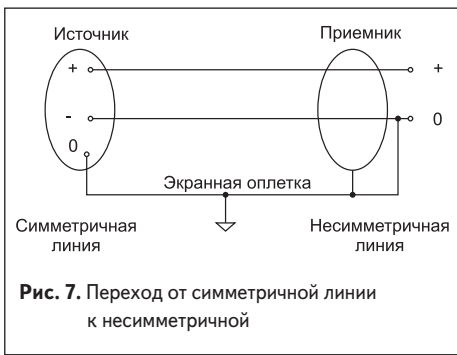 Источник Приемник
+ +
- 0
0
Экранная оплетка
Симметричная Несимметричная
линия линия
Рис. 7. Переход от симметричной линии
к несимметричной